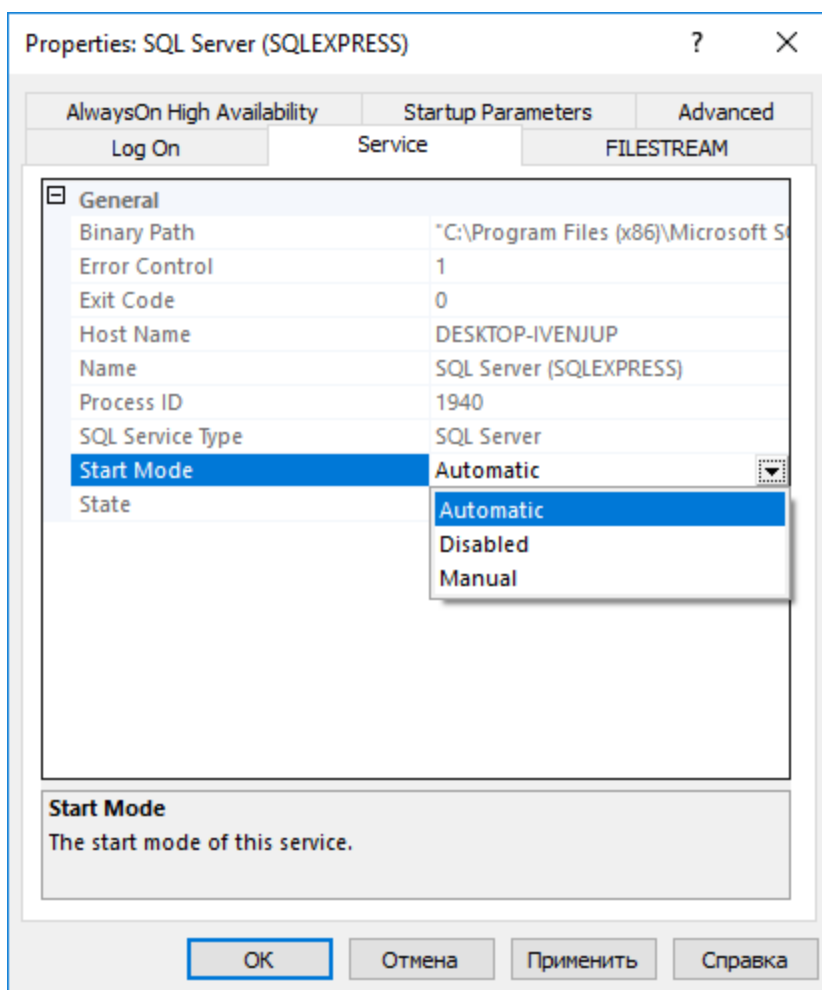 Properties: SQL Server (SQLEXPRESS)
AlwaysOn High Availability Startup Parameters Advanced
Log On Service FILESTREAM
General
Binary Path "C:\Program Files (x86)\Microsoft
Error Control 1
Exit Code 0
Host Name DESKTOP-IVENJUP
Name SQL Server (SQLEXPRESS)
Process ID 1940
SQL Service Type SQL Server
Start Mode Automatic
State
Automatic
Disabled
Manual
Start Mode
The start mode of this service.
OK Отмена Применить Справка